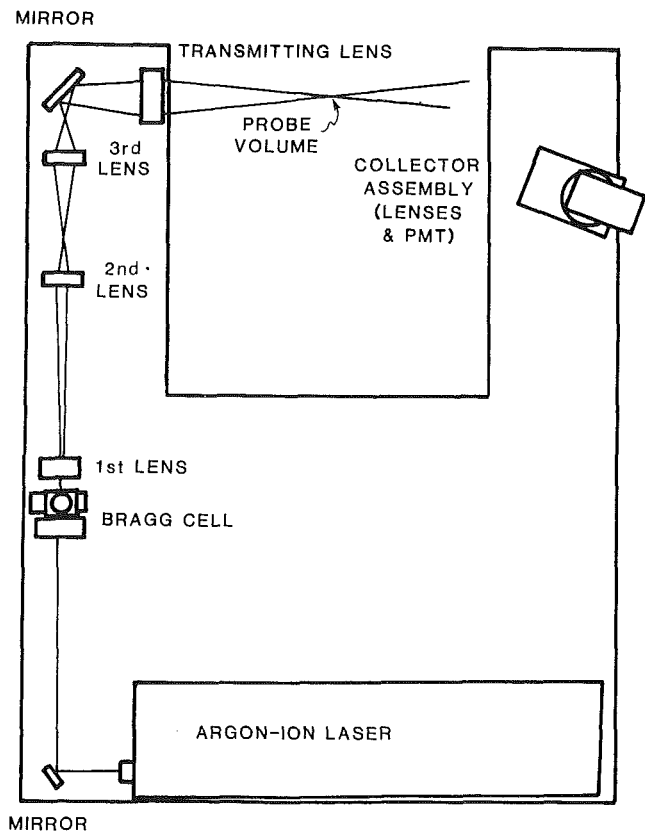 MIRROR
TRANSMITTING LENS
PROBE
VOLUME
3rd
LENS
COLLECTOR
ASSEMBLY
(LENSES
& PMT)
2nd·
LENS
1st LENS
BRAGG CELL
ARGON-ION LASER
MIRROR